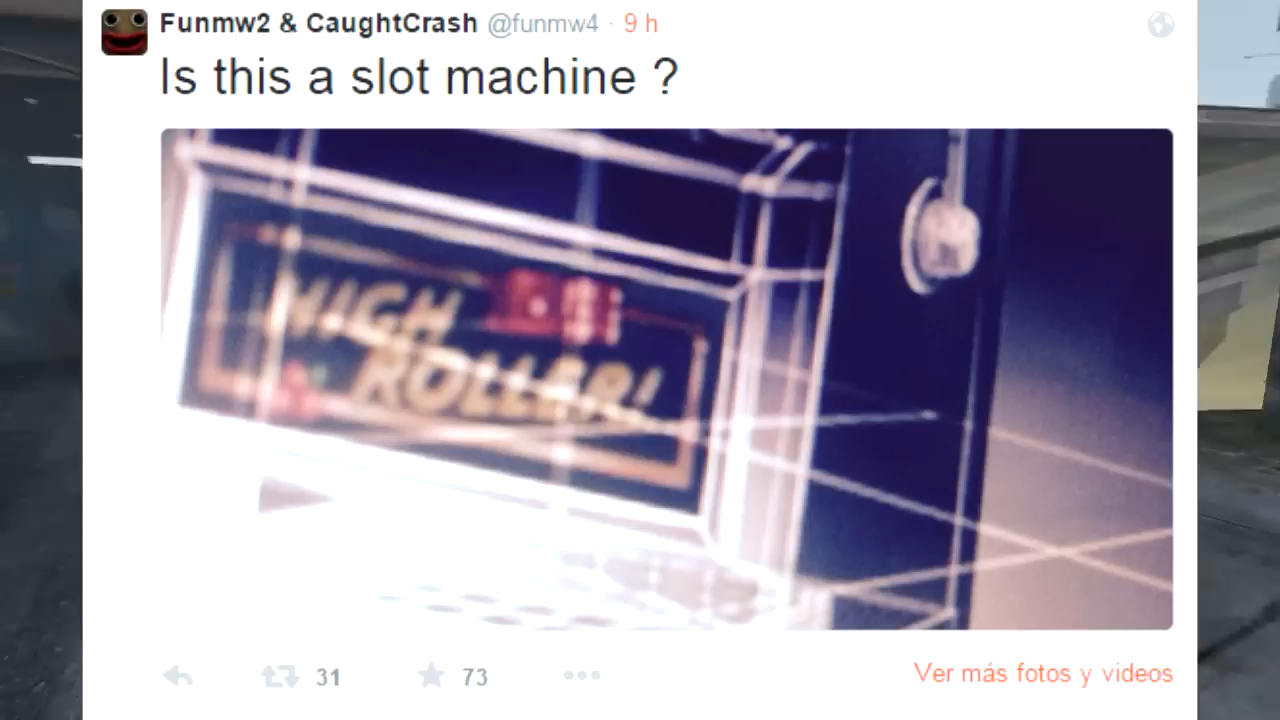 Funmw2 & CaughtCrash @funmw4 · 9 h
Is this a slot machine ?
HIGH
ROLLER!
31 73
Ver más fotos y videos